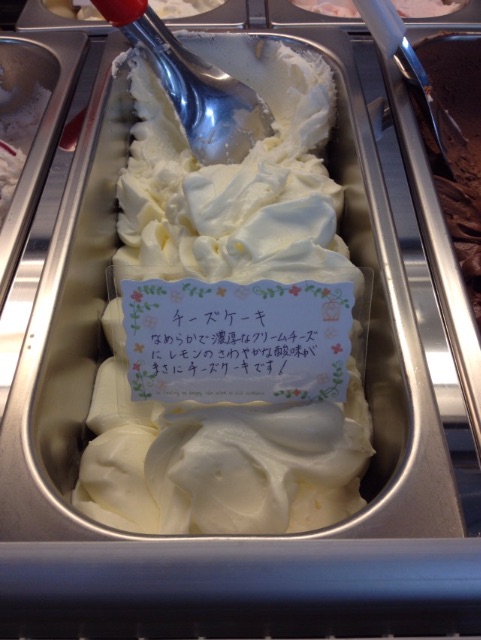 チーズケーキ
なめらかで濃厚なクリームチーズ
に レモンのさわやかな酸味が
まさに チーズケーキです!